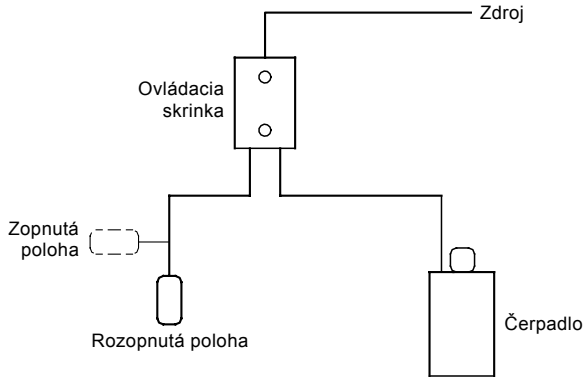 Zdroj
Ovládacia
skrinka
Zopnutá
poloha
Rozopnutá poloha
Čerpadlo